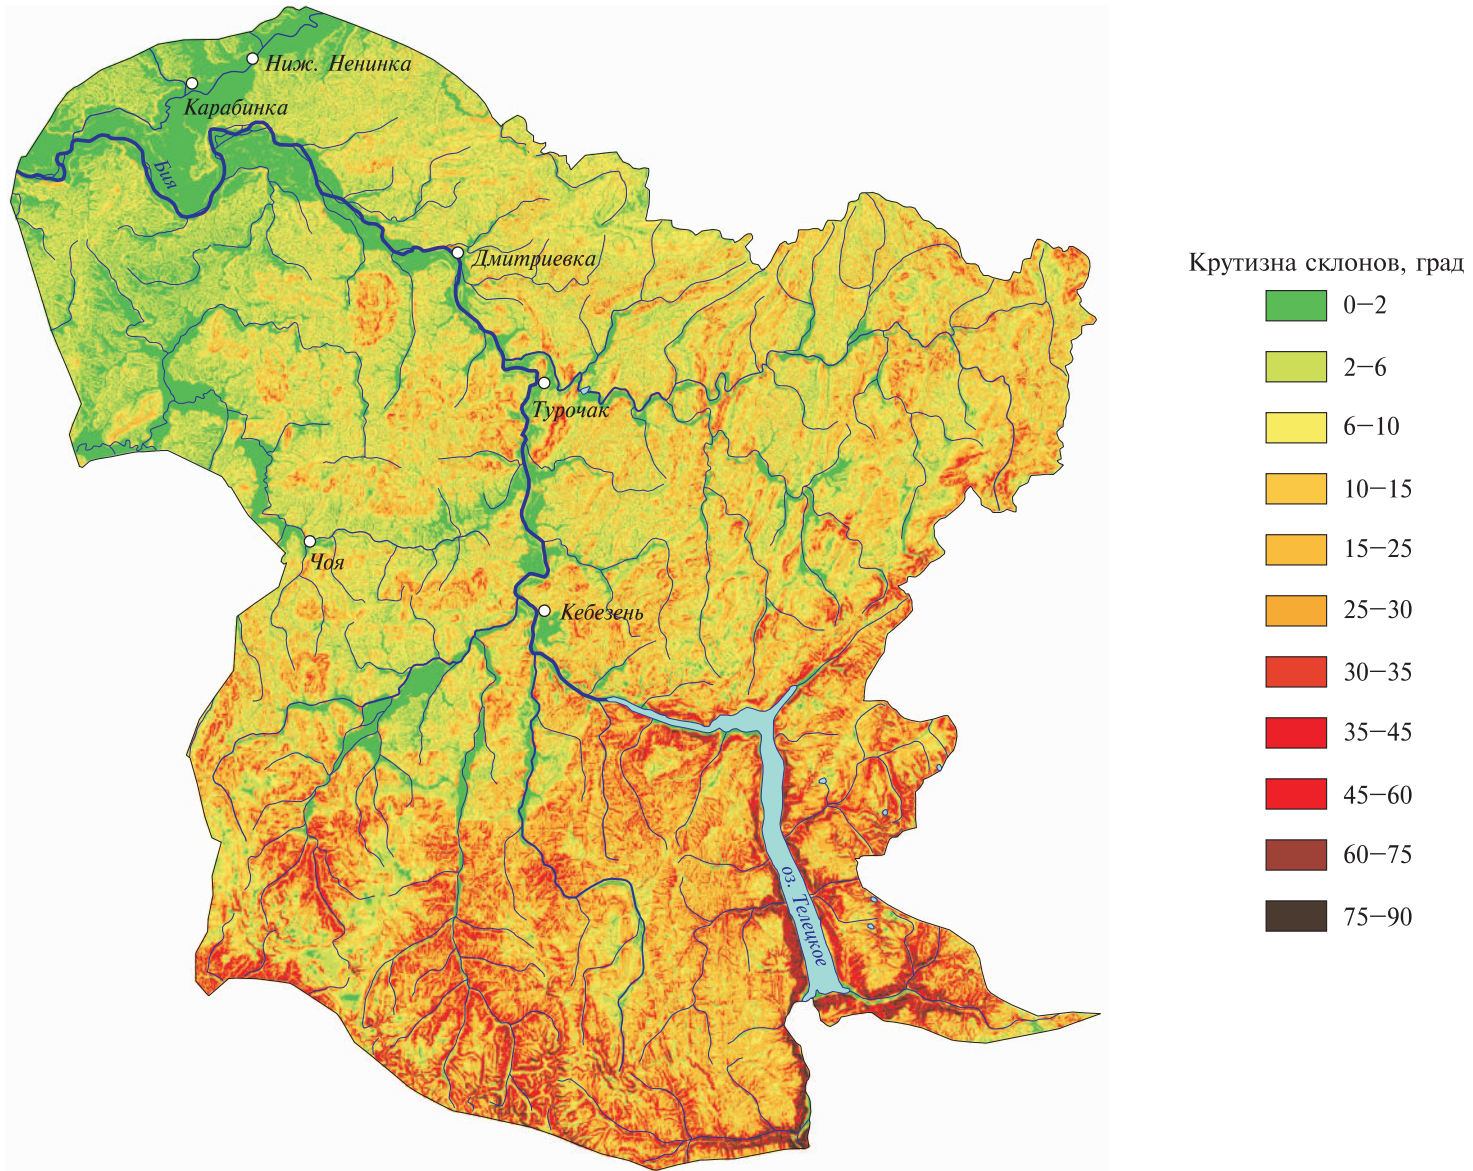 Ниж. Ненинка
Карабинка
Бия
Дмитриевка
Турочак
Чоя
Кебезень
оз. Телецкое
Крутизна склонов, град
0−2
2−6
6−10
10−15
15−25
25−30
30−35
35−45
45−60
60−75
75−90